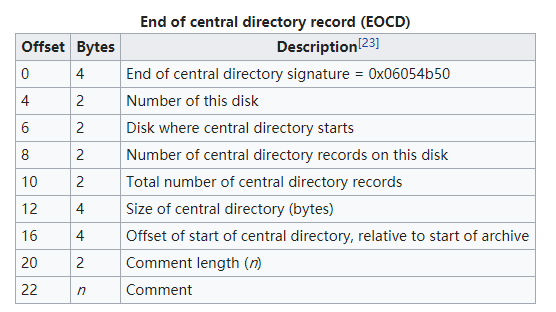 End of central directory record (EOCD)
Offset Bytes Description[23]
0 4 End of central directory signature = 0x06054b50
4 2 Number of this disk
6 2 Disk where central directory starts
8 2 Number of central directory records on this disk
10 2 Total number of central directory records
12 4 Size of central directory (bytes)
16 4 Offset of start of central directory, relative to start of archive
20 2 Comment length (n)
22 n Comment